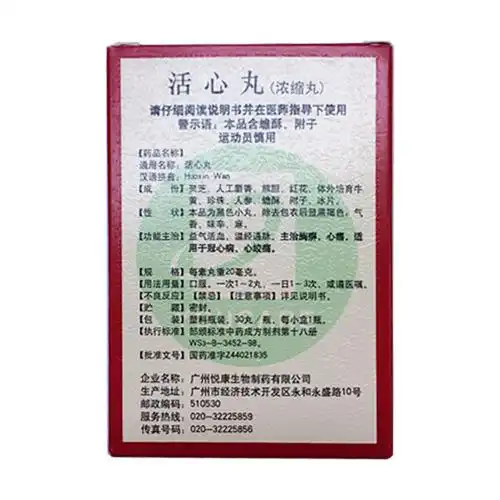 活心丸(浓缩丸)
请仔细阅读说明书并在医师指导下使用
警示语：本品含蟾酥、附子
运动员慎用
【药品名称】
通用名称：活心丸
汉语拼音：Huoxin Wan
【成　份】灵芝、人工麝香、熊胆、红花、体外培育牛
黄、珍珠、人参、蟾酥、附子、冰片。
【性　状】本品为黑色小丸，除去包衣后显黑褐色；气
香，味辛、麻。
【功能主治】益气活血，温经通脉。主治胸痹、心痛，适
用于冠心病、心绞痛。
【规　格】每素丸重20毫克。
【用法用量】口服。一次1～2丸，一日1～3次，或遵医嘱。
【不良反应】【禁忌】【注意事项】详见说明书。
【贮　藏】密封。
【包　装】塑料瓶装，30丸／瓶，每小盒1瓶。
【执行标准】部颁标准中药成方制剂第十八册
WS₃-B-3452-98。
【批准文号】国药准字Z44021835
企业名称：广州悦康生物制药有限公司
生产地址：广州市经济技术开发区永和永盛路10号
邮政编码：510530
服务热线：020-32225859
传真号码：020-32225856